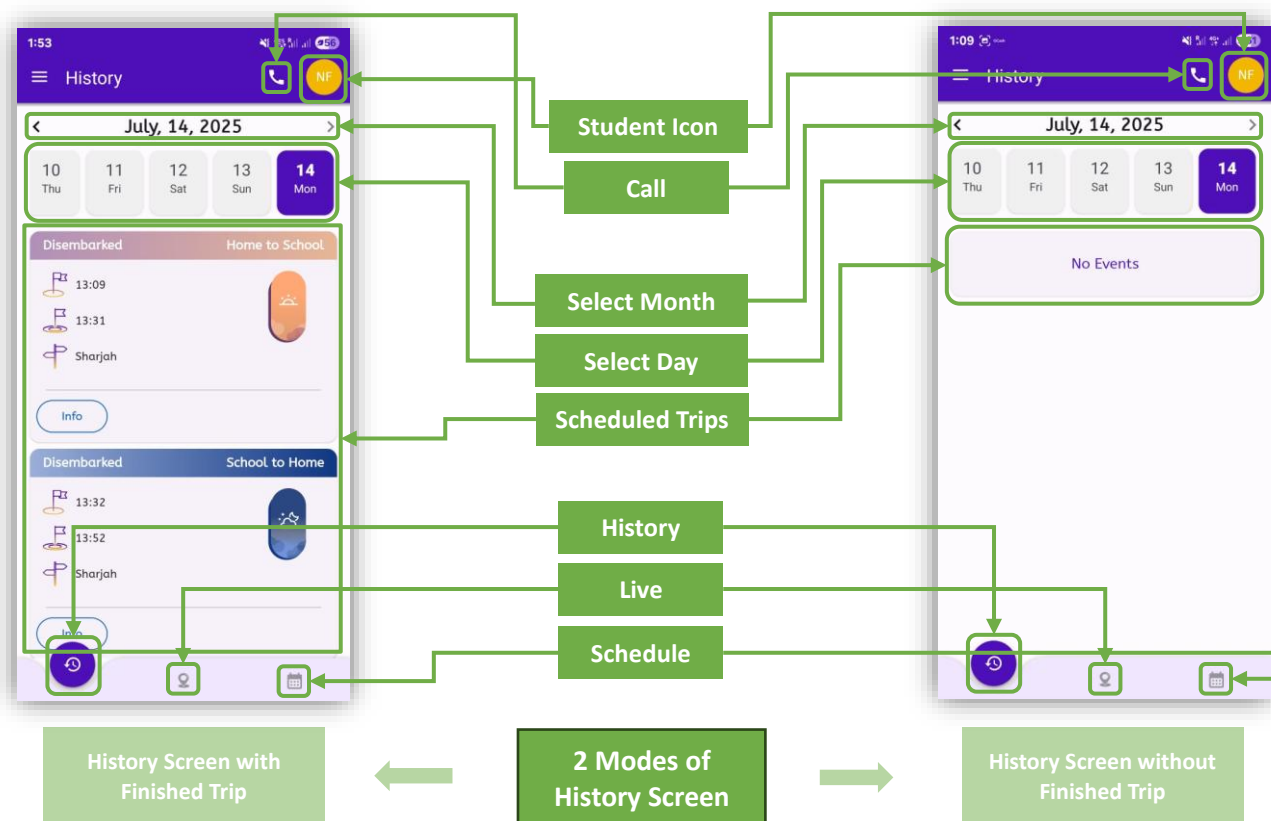 1:53
56
History
NF
July, 14, 2025
10
Thu
11
Fri
12
Sat
13
Sun
14
Mon
Disembarked
Home to School
13:09
13:31
Sharjah
Info
Disembarked
School to Home
13:32
13:52
Sharjah
Info
Student Icon
Call
Select Month
Select Day
Scheduled Trips
History
Live
Schedule
1:09
History
NF
July, 14, 2025
10
Thu
11
Fri
12
Sat
13
Sun
14
Mon
No Events
History Screen with
Finished Trip
2 Modes of
History Screen
History Screen without
Finished Trip